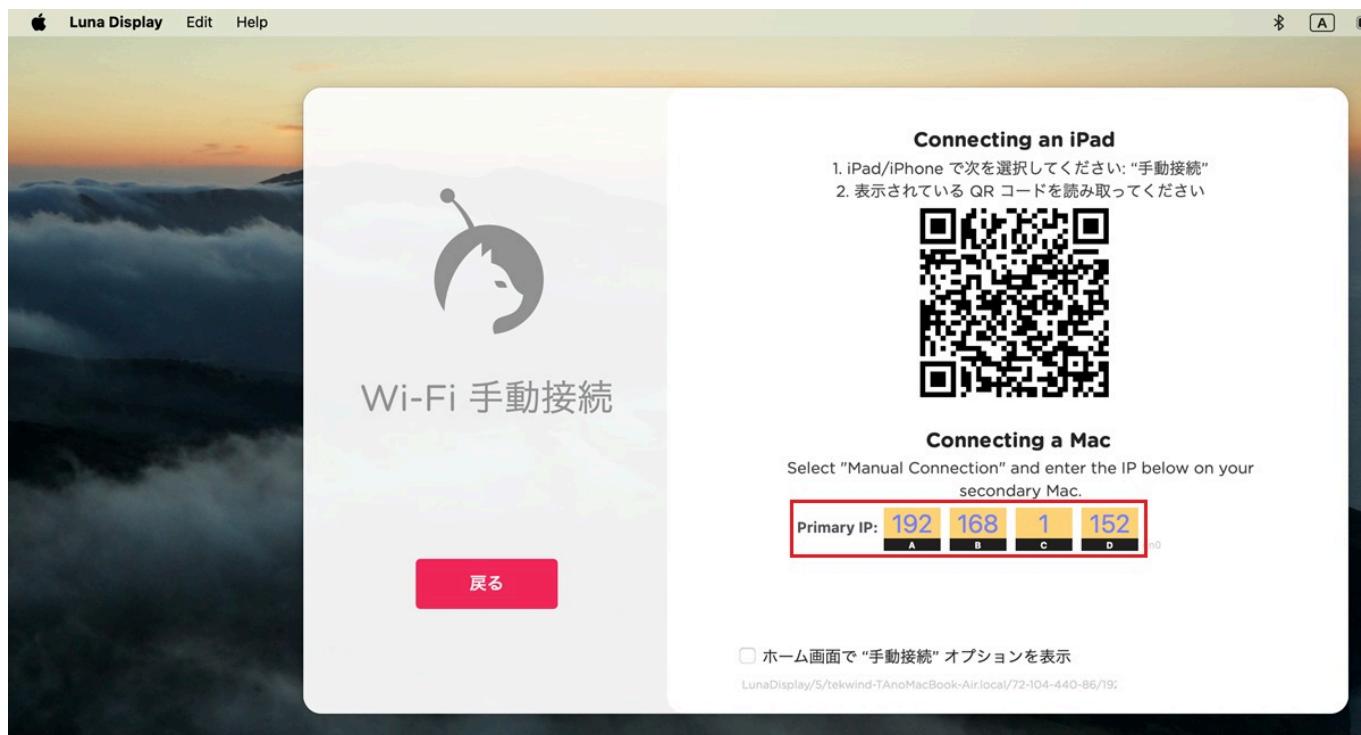 Luna Display Edit Help A
Connecting an iPad
1. iPad/iPhone で次を選択してください: “手動接続”
2. 表示されている QR コードを読み取ってください
Wi-Fi 手動接続
Connecting a Mac
Select "Manual Connection" and enter the IP below on your
secondary Mac.
Primary IP: 192 168 1 152
A B C D n0
戻る
ホーム画面で “手動接続” オプションを表示
LunaDisplay/5/tekwind-TAnoMacBook-Air.local/72-104-440-86/192